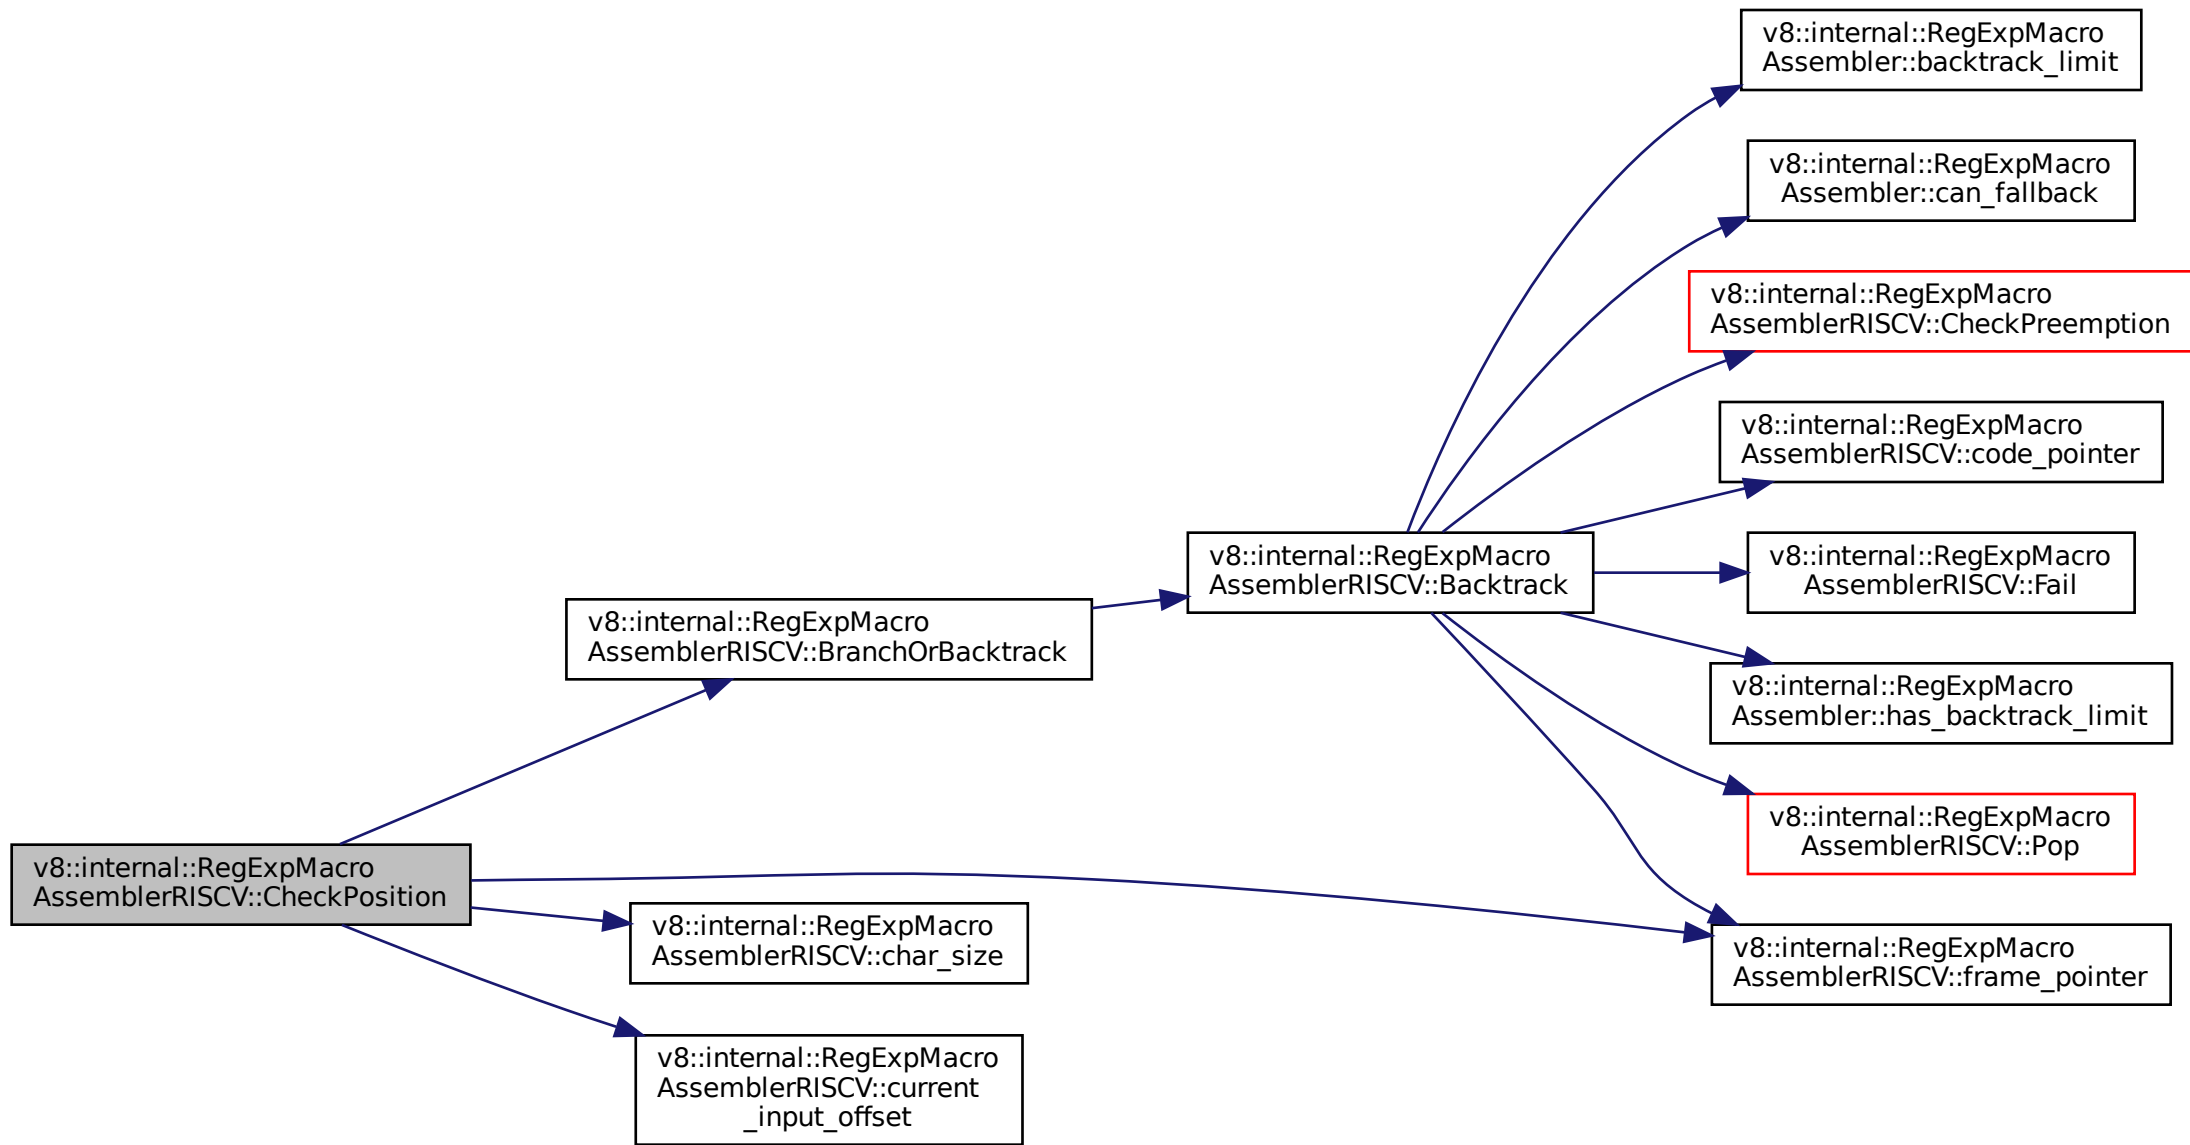 v8::internal::RegExpMacro
AssemblerRISCV::CheckPosition
v8::internal::RegExpMacro
AssemblerRISCV::BranchOrBacktrack
v8::internal::RegExpMacro
AssemblerRISCV::char_size
v8::internal::RegExpMacro
AssemblerRISCV::current
_input_offset
v8::internal::RegExpMacro
AssemblerRISCV::Backtrack
v8::internal::RegExpMacro
Assembler::backtrack_limit
v8::internal::RegExpMacro
Assembler::can_fallback
v8::internal::RegExpMacro
AssemblerRISCV::CheckPreemption
v8::internal::RegExpMacro
AssemblerRISCV::code_pointer
v8::internal::RegExpMacro
AssemblerRISCV::Fail
v8::internal::RegExpMacro
Assembler::has_backtrack_limit
v8::internal::RegExpMacro
AssemblerRISCV::Pop
v8::internal::RegExpMacro
AssemblerRISCV::frame_pointer